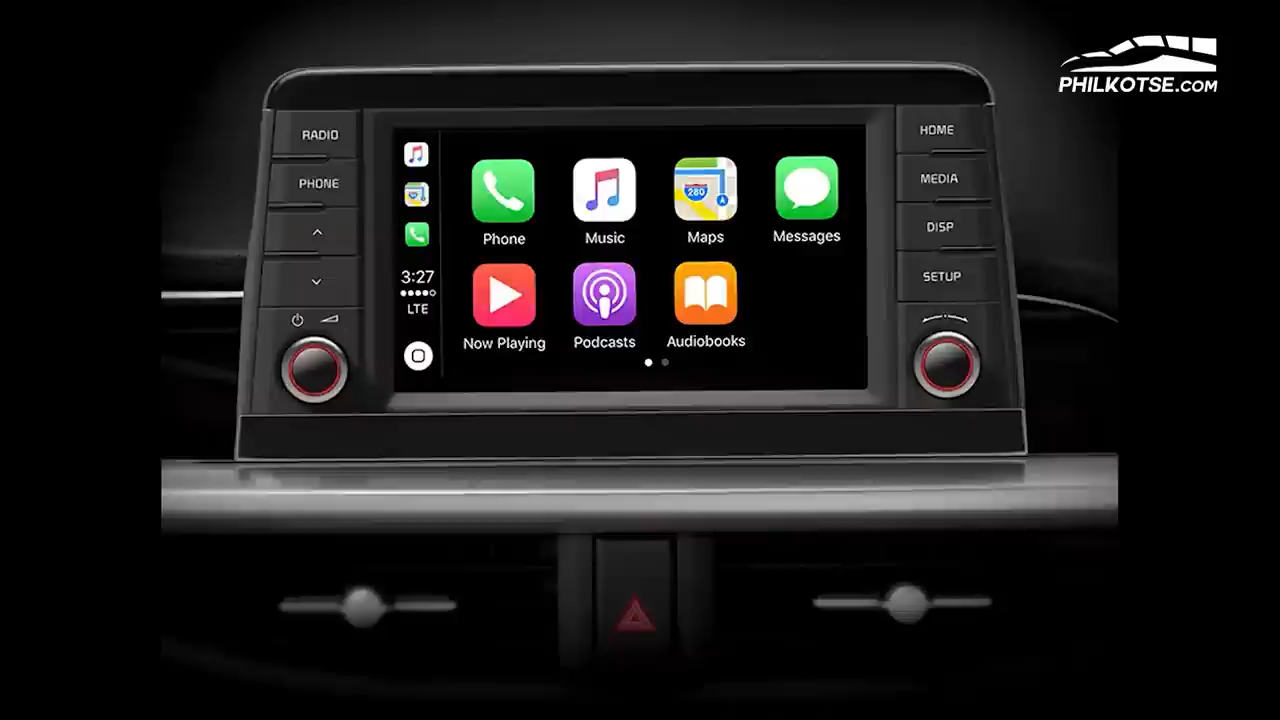 PHILKOTSE.COM
RADIO
PHONE
HOME
MEDIA
DISP
SETUP
3:27
LTE
Phone
Music
Maps
280
Messages
Now Playing
Podcasts
Audiobooks